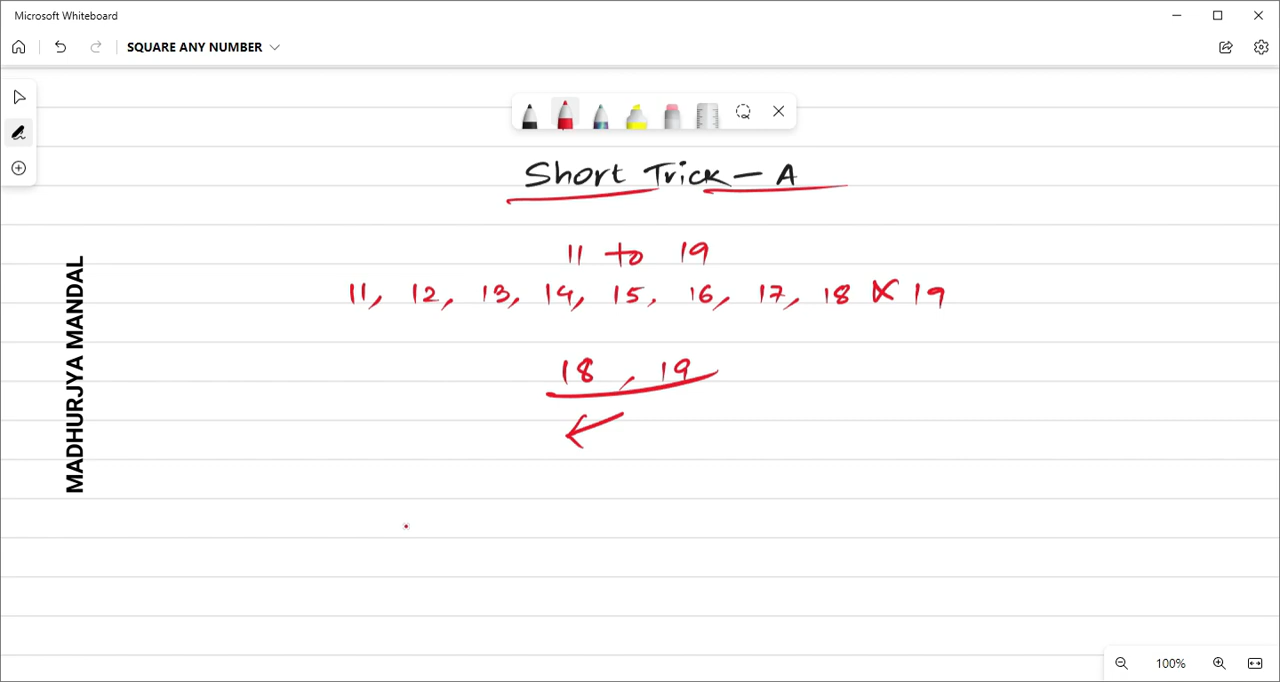 Microsoft Whiteboard
SQUARE ANY NUMBER
Short Trick - A
11 to 19
11, 12, 13, 14, 15, 16, 17, 18 & 19
18, 19
MADHURJYA MANDAL
100%